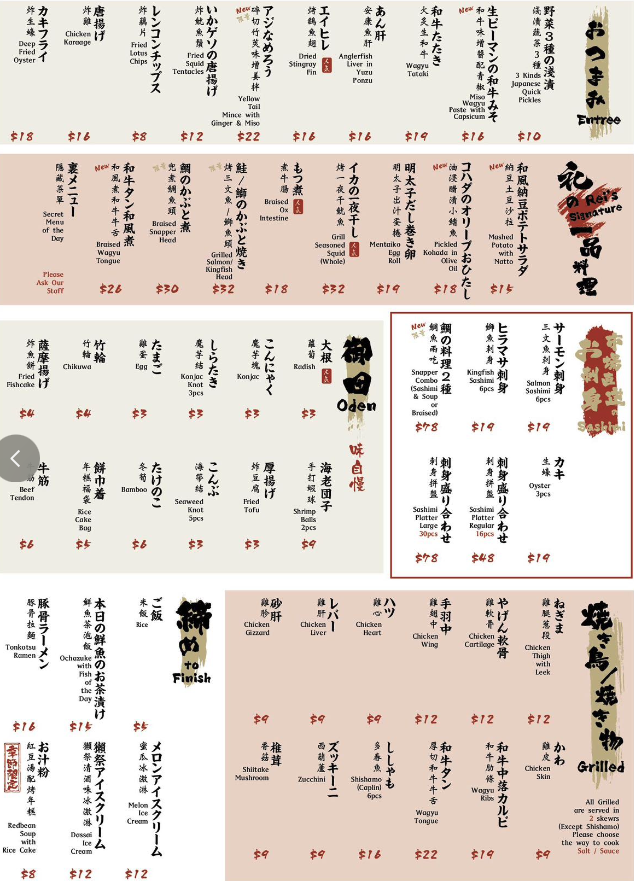 おつまみ
Entree
野菜３種の浅漬
淺漬蔬菜３種
3 Kinds
Japanese
Quick
Pickles
$10
生ピーマンの和牛みそ
New
和牛味噌醬配青椒
Miso
Wagyu
Paste with
Capsicum
$16
和牛たたき
火炙生和牛
Wagyu
Tataki
$19
あん肝
安康魚肝
Anglerfish
Liver in
Yuzu
Ponzu
$16
エイヒレ
烤鷂魚翅
人気
Dried
Stingray
Fin
$16
アジなめろう
New
碎切竹莢味噌薑拌
Yellow
Tail
Mince with
Ginger & Miso
$22
いかゲソの唐揚げ
炸魷魚鬚
Fried
Squid
Tentacles
$12
レンコンチップス
炸藕片
Fried
Lotus
Chips
$8
唐揚げ
炸雞
Chicken
Karaage
$16
カキフライ
炸生蠔
Deep
Fried
Oyster
$18
礼の一品料理
Rei's
Signature
和風納豆ポテトサラダ
New
納豆土豆沙拉
Mashed
Potato
with
Natto
$15
コハダのオリーブおひたし
New
油浸醋漬小鰭魚
Pickled
Kohada in
Olive
Oil
$18
明太子だし巻き卵
明太子出汁蛋捲
Mentaiko
Egg
Roll
$19
イカの一夜干し
烤一夜干魷魚
人気
Grill
Seasoned
Squid
(Whole)
$32
もつ煮
煮牛腸
人気
Braised
Ox
Intestine
$18
鮭/鰤のかぶと焼き
烤三文魚/鰤魚頭
Grilled
Salmon/
Kingfish
Head
$32
鯛のかぶと煮
兜煮鯛魚頭
Braised
Snapper
Head
$30
和牛タン和風煮
New
和風煮和牛牛舌
Braised
Wagyu
Tongue
$26
裏メニュー
隱藏菜單
Secret
Menu
of the
Day
Please
Ask Our
Staff
御田
Oden
味自慢
大根
蘿蔔
人気
Radish
$3
こんにゃく
魔芋塊
Konjac
$3
しらたき
魔芋結
Konjac
Knot
3pcs
$3
たまご
雞蛋
Egg
$3
竹輪
竹輪
Chikuwa
$4
薩摩揚げ
炸魚餅
Fried
Fishcake
$4
海老団子
手打蝦球
Shrimp
Balls
2pcs
$9
厚揚げ
炸豆腐
Fried
Tofu
$3
こんぶ
海帶結
Seaweed
Knot
5pcs
$3
たけのこ
冬筍
Bamboo
$6
餅巾着
年糕福袋
Rice
Cake
Bag
$5
牛筋
Beef
Tendon
$6
お刺身
Sashimi
サーモン刺身
三文魚刺身
Salmon
Sashimi
6pcs
$19
ヒラマサ刺身
鰤魚刺身
Kingfish
Sashimi
6pcs
$19
鯛の料理２種
New
鯛魚兩吃
Snapper
Combo
(Sashimi
& Soup
or
Braised)
$78
カキ
生蠔
Oyster
3pcs
$19
刺身盛り合わせ
刺身拼盤
Sashimi
Platter
Regular
16pcs
$48
刺身盛り合わせ
刺身拼盤
Sashimi
Platter
Large
30pcs
$78
締め
to
Finish
ご飯
米飯
Rice
$5
本日の鮮魚のお茶漬け
鮮魚茶泡飯
Ochazuke
with
Fish
of
the
Day
$15
豚骨ラーメン
豚骨拉麵
Tonkotsu
Ramen
$16
メロンアイスクリーム
蜜瓜冰激淋
Melon
Ice
Cream
$12
獺祭アイスクリーム
獺祭清酒味冰激淋
Dassai
Ice
Cream
$12
お汁粉
紅豆湯配烤年糕
季節限定
Redbean
Soup
with
Rice Cake
$8
焼き鳥/焼き物
Grilled
All Grilled
are served in
2 skewrs
(Except Shishamo)
Please choose
the way to cook
Salt / Sauce
ねぎま
雞腿蔥段
Chicken
Thigh
with
Leek
$12
やげん軟骨
雞軟骨
Chicken
Cartilage
$12
手羽中
雞翅中
Chicken
Wing
$12
ハツ
雞心
Chicken
Heart
$9
レバー
雞肝
Chicken
Liver
$9
砂肝
雞胗
Chicken
Gizzard
$9
かわ
雞皮
Chicken
Skin
$9
和牛中落カルビ
和牛肋條
Wagyu
Ribs
$19
和牛タン
厚切和牛牛舌
Wagyu
Tongue
$22
ししゃも
多春魚
Shishamo
(Caplin)
6pcs
$16
ズッキーニ
西葫蘆
Zucchini
$9
椎茸
香菇
Shiitake
Mushroom
$9